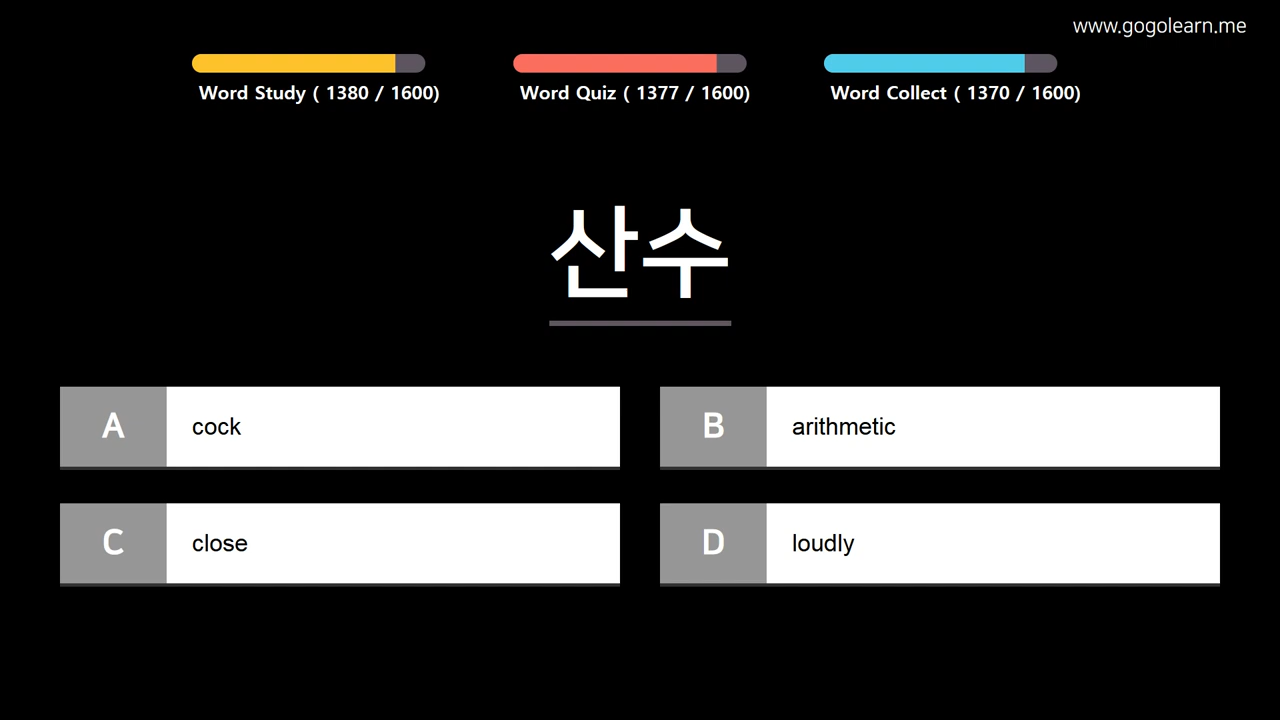 www.gogolearn.me
Word Study ( 1380 / 1600)
Word Quiz ( 1377 / 1600)
Word Collect ( 1370 / 1600)
산수
A cock
B arithmetic
C close
D loudly